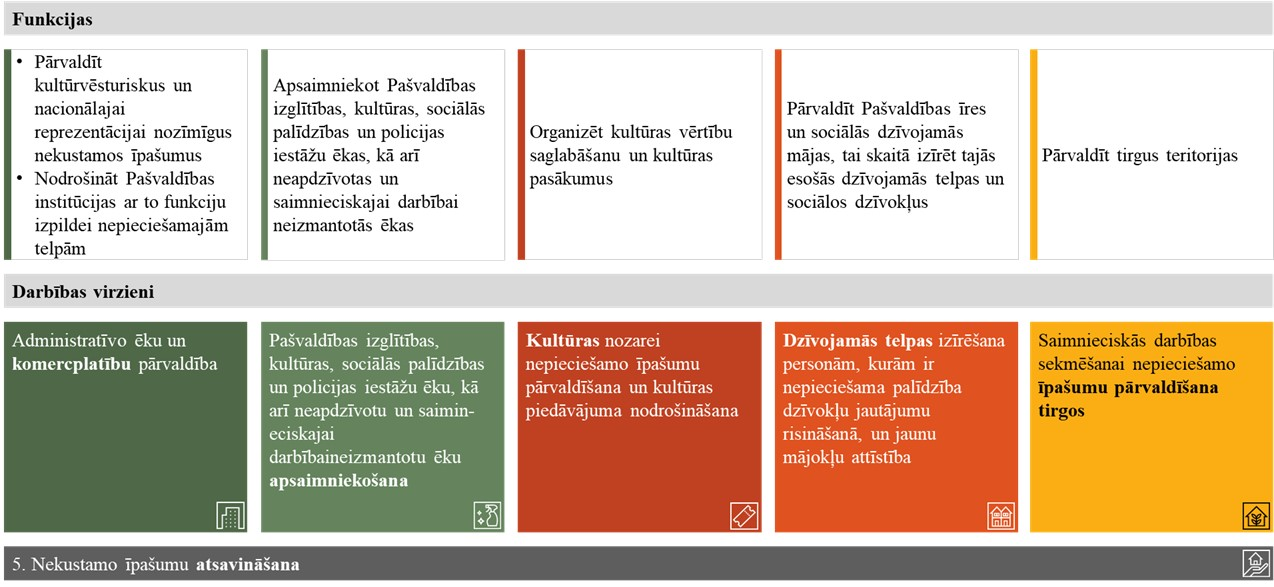 Funkcijas
• Pārvaldīt
kultūrvēsturiskus un
nacionālajai
reprezentācijai nozīmīgus
nekustamos īpašumus
• Nodrošināt Pašvaldības
institūcijas ar to funkciju
izpildei nepieciešamajām
telpām
Apsaimniekot Pašvaldības
izglītības, kultūras, sociālās
palīdzības un policijas
iestāžu ēkas, kā arī
neapdzīvotas un
saimnieciskajai darbībai
neizmantotās ēkas
Organizēt kultūras vērtību
saglabāšanu un kultūras
pasākumus
Pārvaldīt Pašvaldības īres
un sociālās dzīvojamās
mājas, tai skaitā izīrēt tajās
esošās dzīvojamās telpas un
sociālos dzīvokļus
Pārvaldīt tirgus teritorijas
Darbības virzieni
Administratīvo ēku un
komercplatību pārvaldība
Pašvaldības izglītības,
kultūras, sociālās palīdzības
un policijas iestāžu ēku, kā
arī neapdzīvotu un saimin-
eciskajai
darbībaineizmantotu ēku
apsaimniekošana
Kultūras nozarei
nepieciešamo īpašumu
pārvaldīšana un kultūras
piedāvājuma nodrošināšana
Dzīvojamās telpas izīrēšana
personām, kurām ir
nepieciešama palīdzība
dzīvokļu jautājumu
risināšanā, un jaunu
mājokļu attīstība
Saimnieciskās darbības
sekmēšanai nepieciešamo
īpašumu pārvaldīšana
tirgos
5. Nekustamo īpašumu atsavināšana